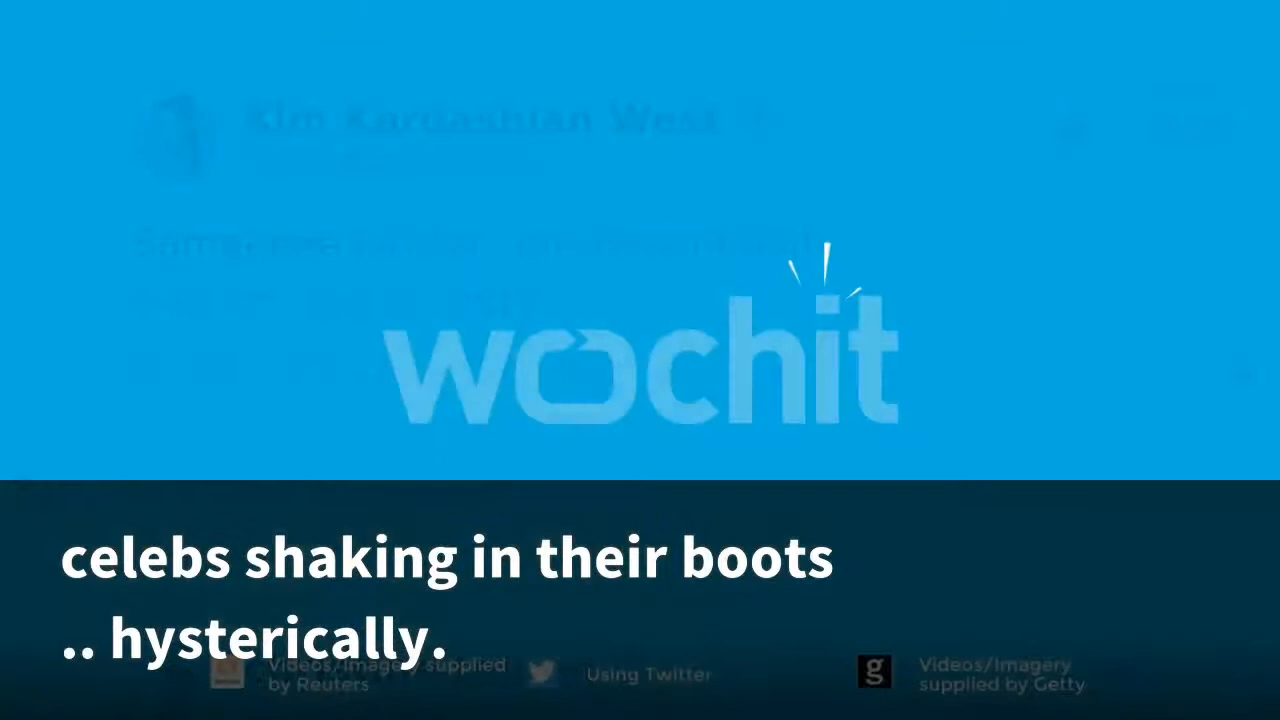 Kim Kardashian West
wochit
celebs shaking in their boots
.. hysterically.
Videos/Imagery supplied
by Reuters
Using Twitter
g
Videos/Imagery
supplied by Getty